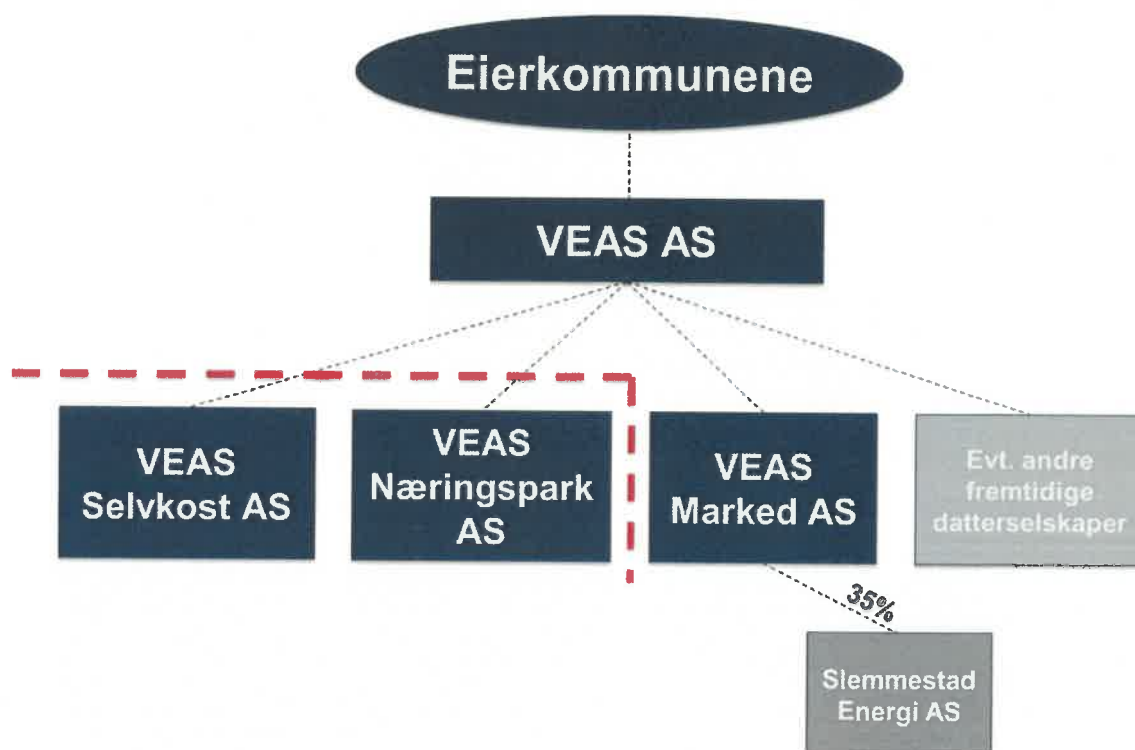 Eierkommunene
VEAS AS
VEAS
Selvkost AS
VEAS
Næringspark
AS
VEAS
Marked AS
Evt. andre
fremtidige
datterselskaper
35%
Slemmestad
Energi AS